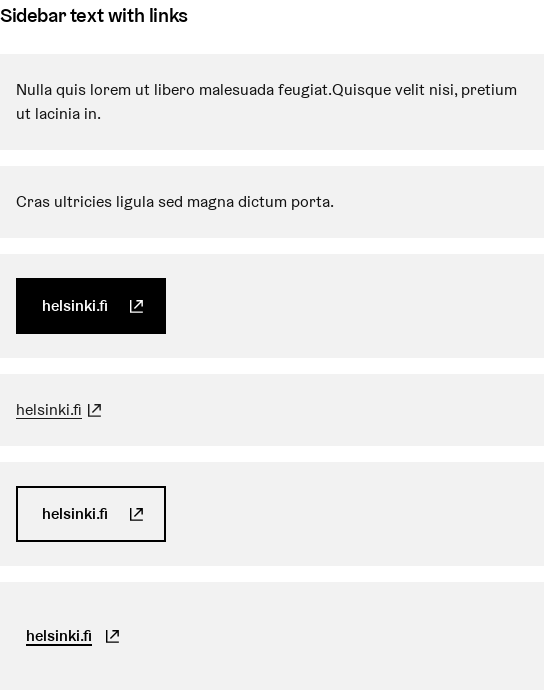 Sidebar text with links
Nulla quis lorem ut libero malesuada feugiat.Quisque velit nisi, pretium
ut lacinia in.
Cras ultricies ligula sed magna dictum porta.
helsinki.fi
helsinki.fi
helsinki.fi
helsinki.fi